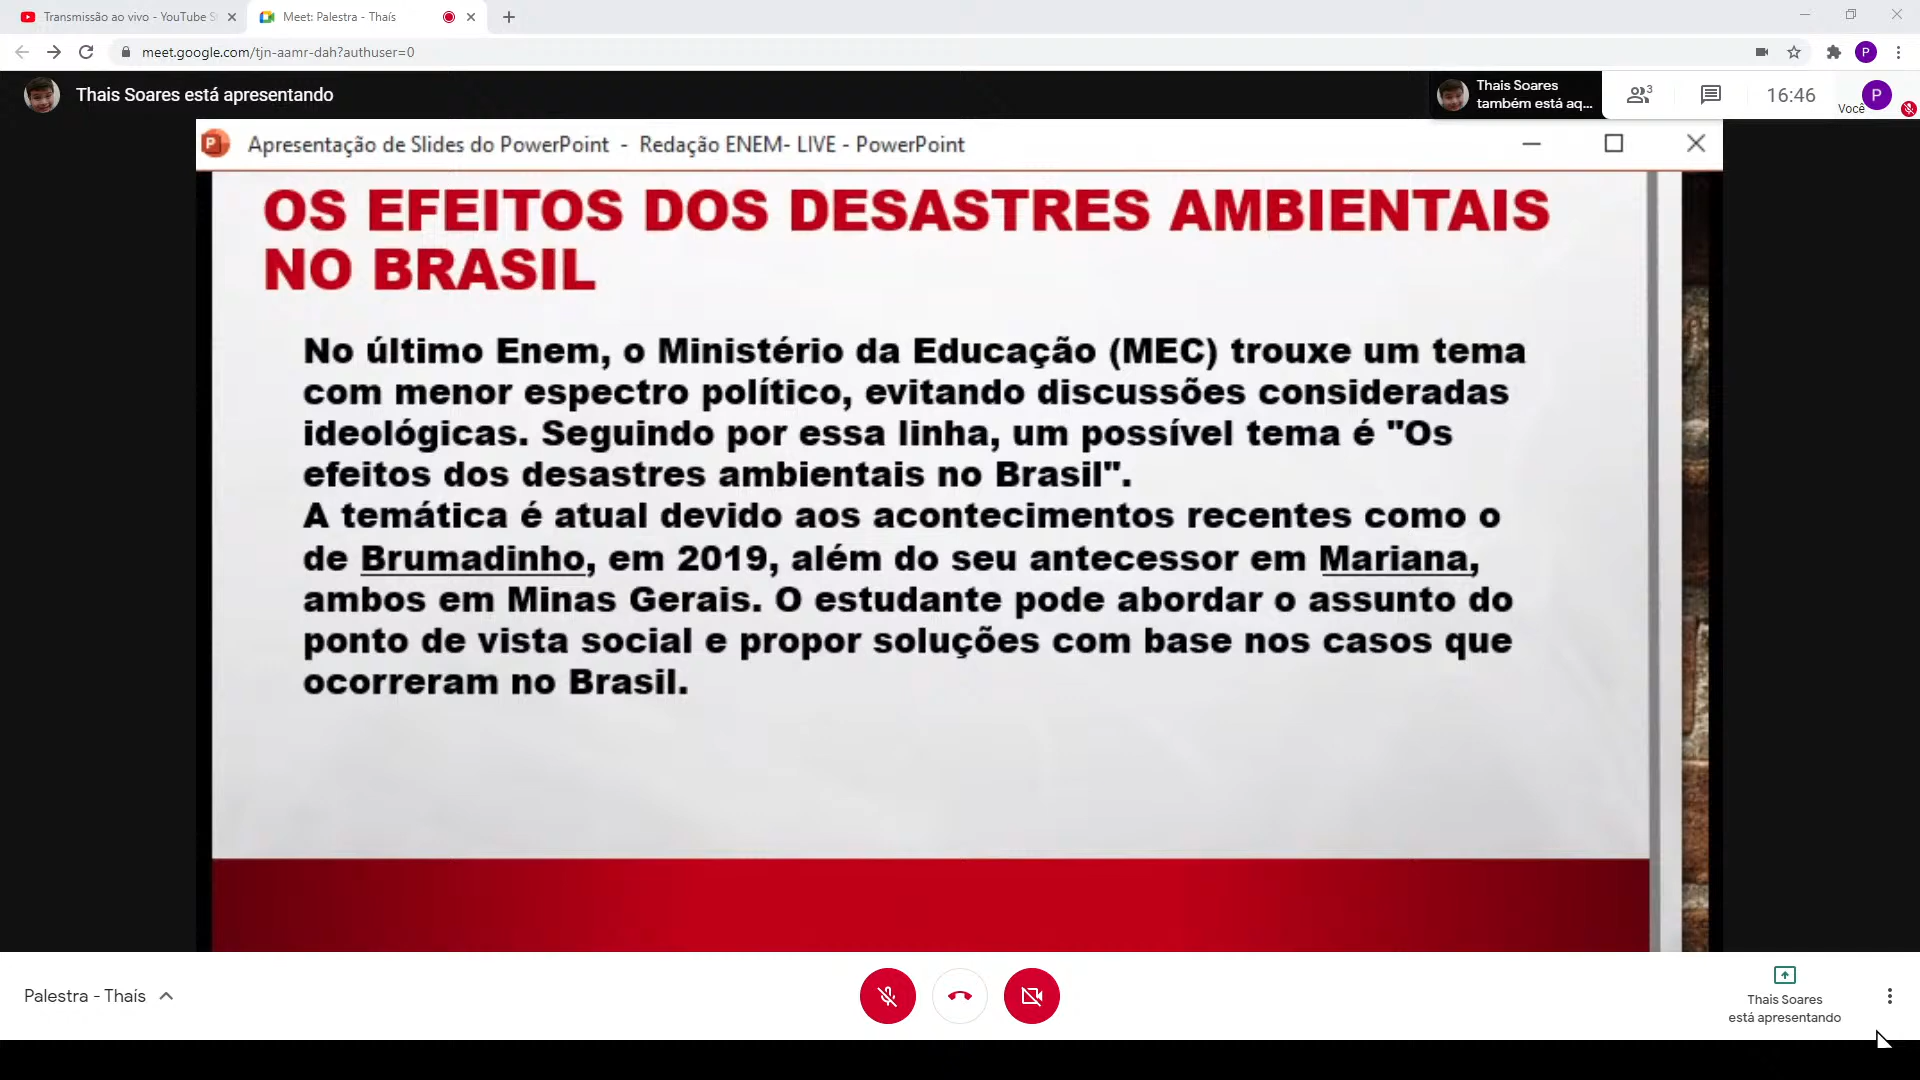 Transmissão ao vivo - YouTube S
Meet: Palestra - Thaís
meet.google.com/tjn-aamr-dah?authuser=0
P
Thais Soares está apresentando
Thais Soares
também está aq...
3
16:46
Você
P
Apresentação de Slides do PowerPoint - Redação ENEM- LIVE - PowerPoint
OS EFEITOS DOS DESASTRES AMBIENTAIS
NO BRASIL
No último Enem, o Ministério da Educação (MEC) trouxe um tema
com menor espectro político, evitando discussões consideradas
ideológicas. Seguindo por essa linha, um possível tema é "Os
efeitos dos desastres ambientais no Brasil".
A temática é atual devido aos acontecimentos recentes como o
de Brumadinho, em 2019, além do seu antecessor em Mariana,
ambos em Minas Gerais. O estudante pode abordar o assunto do
ponto de vista social e propor soluções com base nos casos que
ocorreram no Brasil.
Palestra - Thaís
Thais Soares
está apresentando